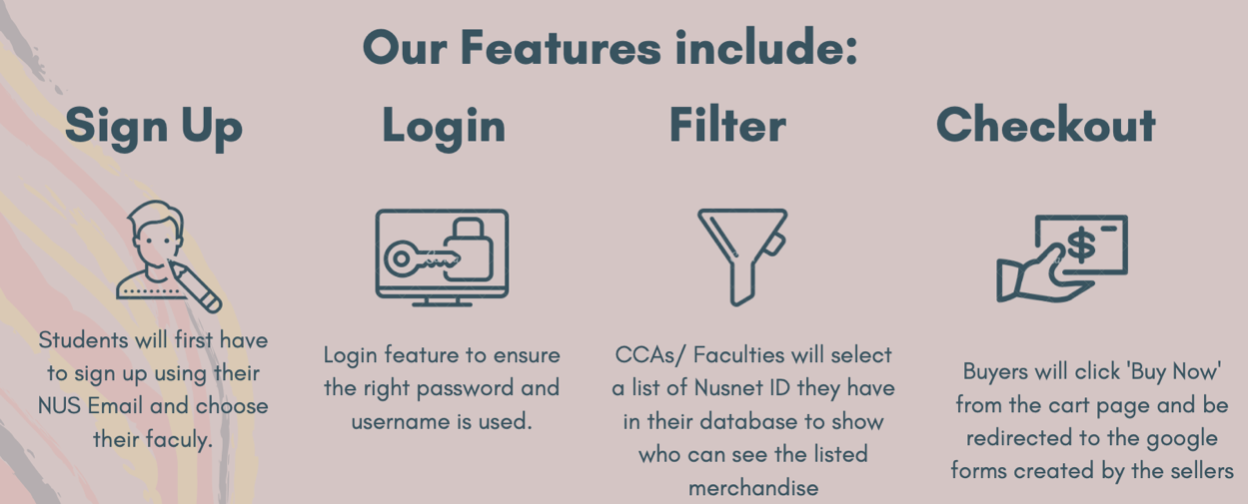 Our Features include:
Sign Up
Students will first have
to sign up using their
NUS Email and choose
their faculy.
Login
Login feature to ensure
the right password and
username is used.
Filter
CCAs/ Faculties will select
a list of Nusnet ID they have
in their database to show
who can see the listed
merchandise
Checkout
$
Buyers will click 'Buy Now'
from the cart page and be
redirected to the google
forms created by the sellers